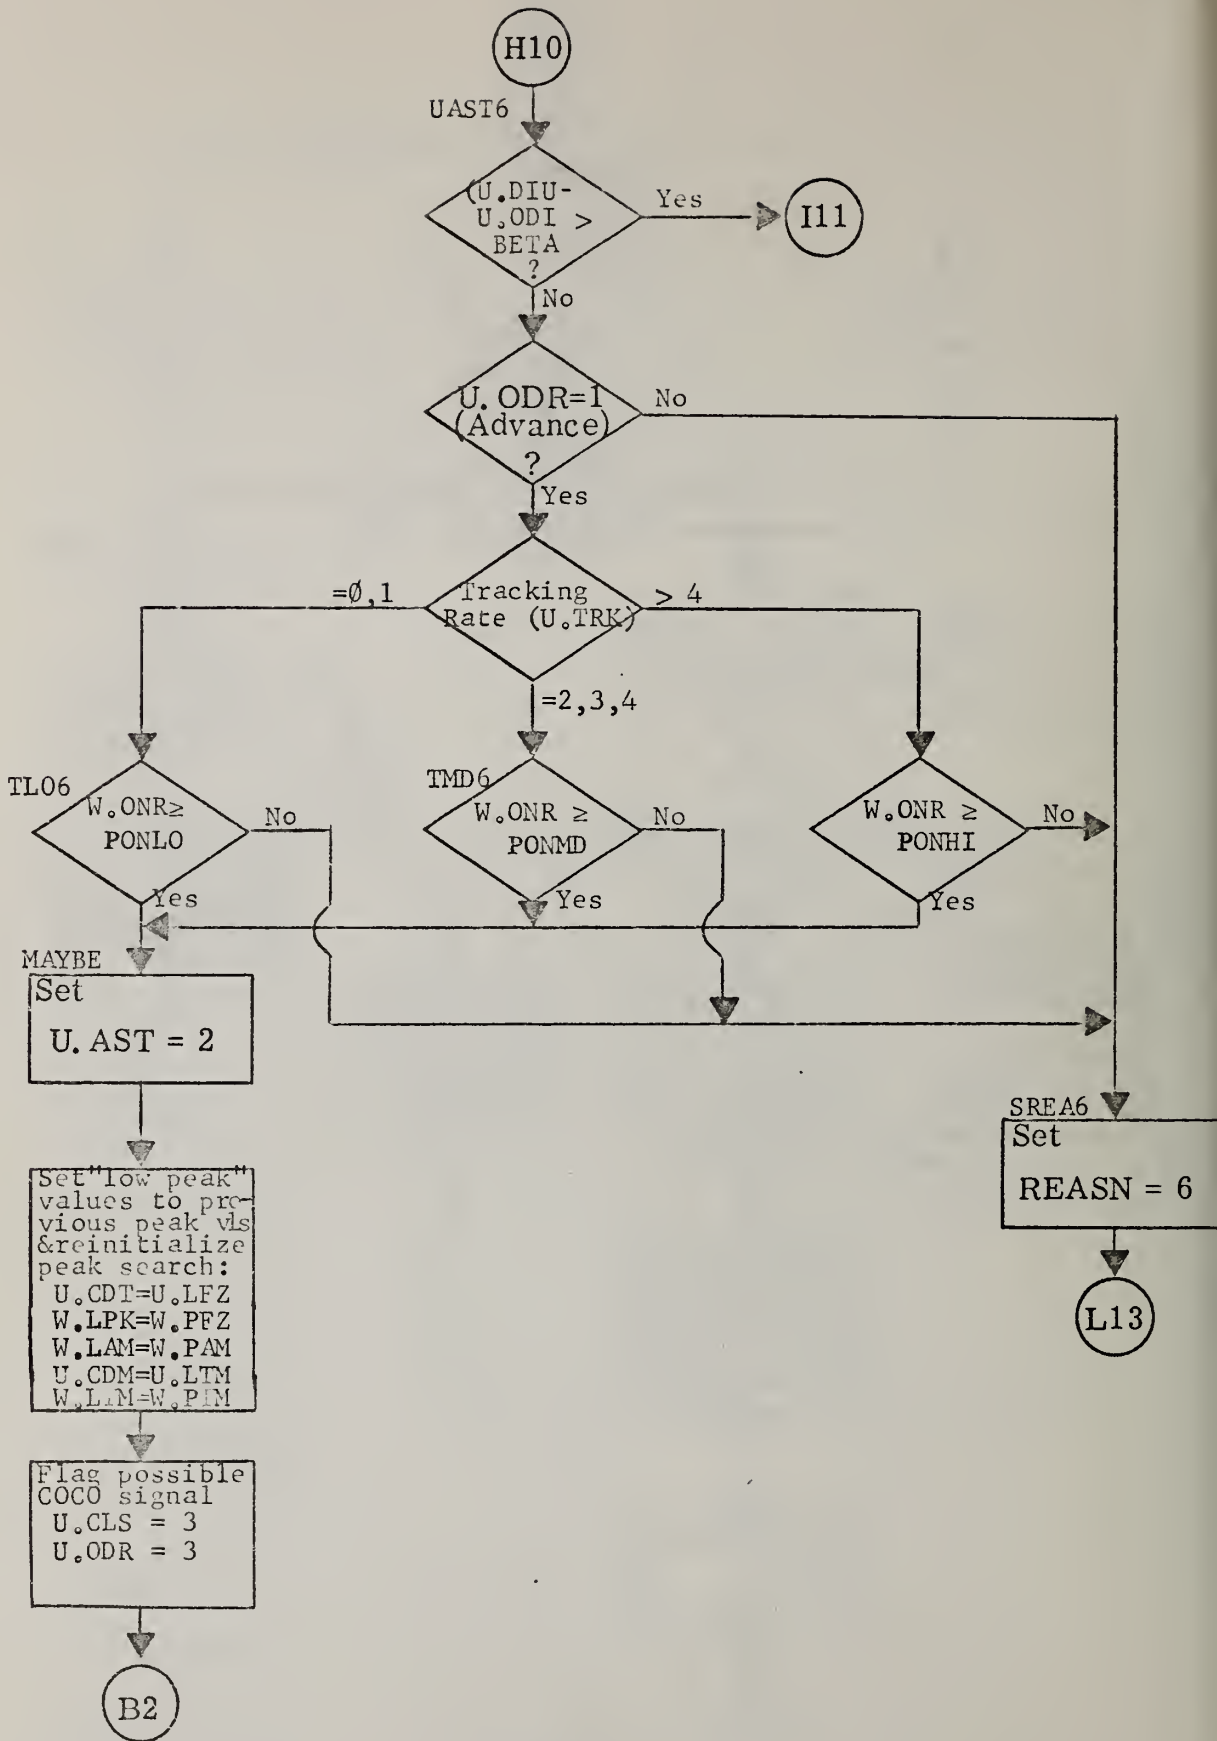 H10
UAST6
(U.DIU-
U.ODI >
BETA
?
Yes
I11
No
U. ODR=1
(Advance)
?
No
Yes
Tracking
Rate (U.TRK)
=Ø,1
> 4
=2,3,4
TLO6
W.ONR≥
PONLO
No
Yes
TMD6
W.ONR ≥
PONMD
No
Yes
W.ONR ≥
PONHI
No
Yes
MAYBE
Set
U. AST = 2
SREA6
Set
REASN = 6
L13
Set"low peak"
values to pre-
vious peak vls
&reinitialize
peak search:
U.CDT=U.LFZ
W.LPK=W.PFZ
W.LAM=W.PAM
U.CDM=U.LTM
Flag possible
COCO signal
U.CLS = 3
U.ODR = 3
B2